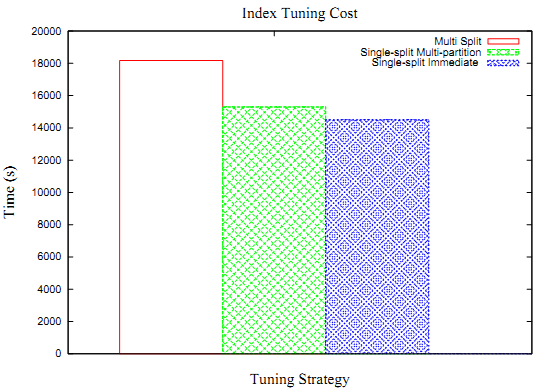 Index Tuning Cost
20000
18000
16000
14000
12000
10000
8000
6000
4000
2000
0
Time (s)
Multi Split
Single-split Multi-partition
Single-split Immediate
Tuning Strategy